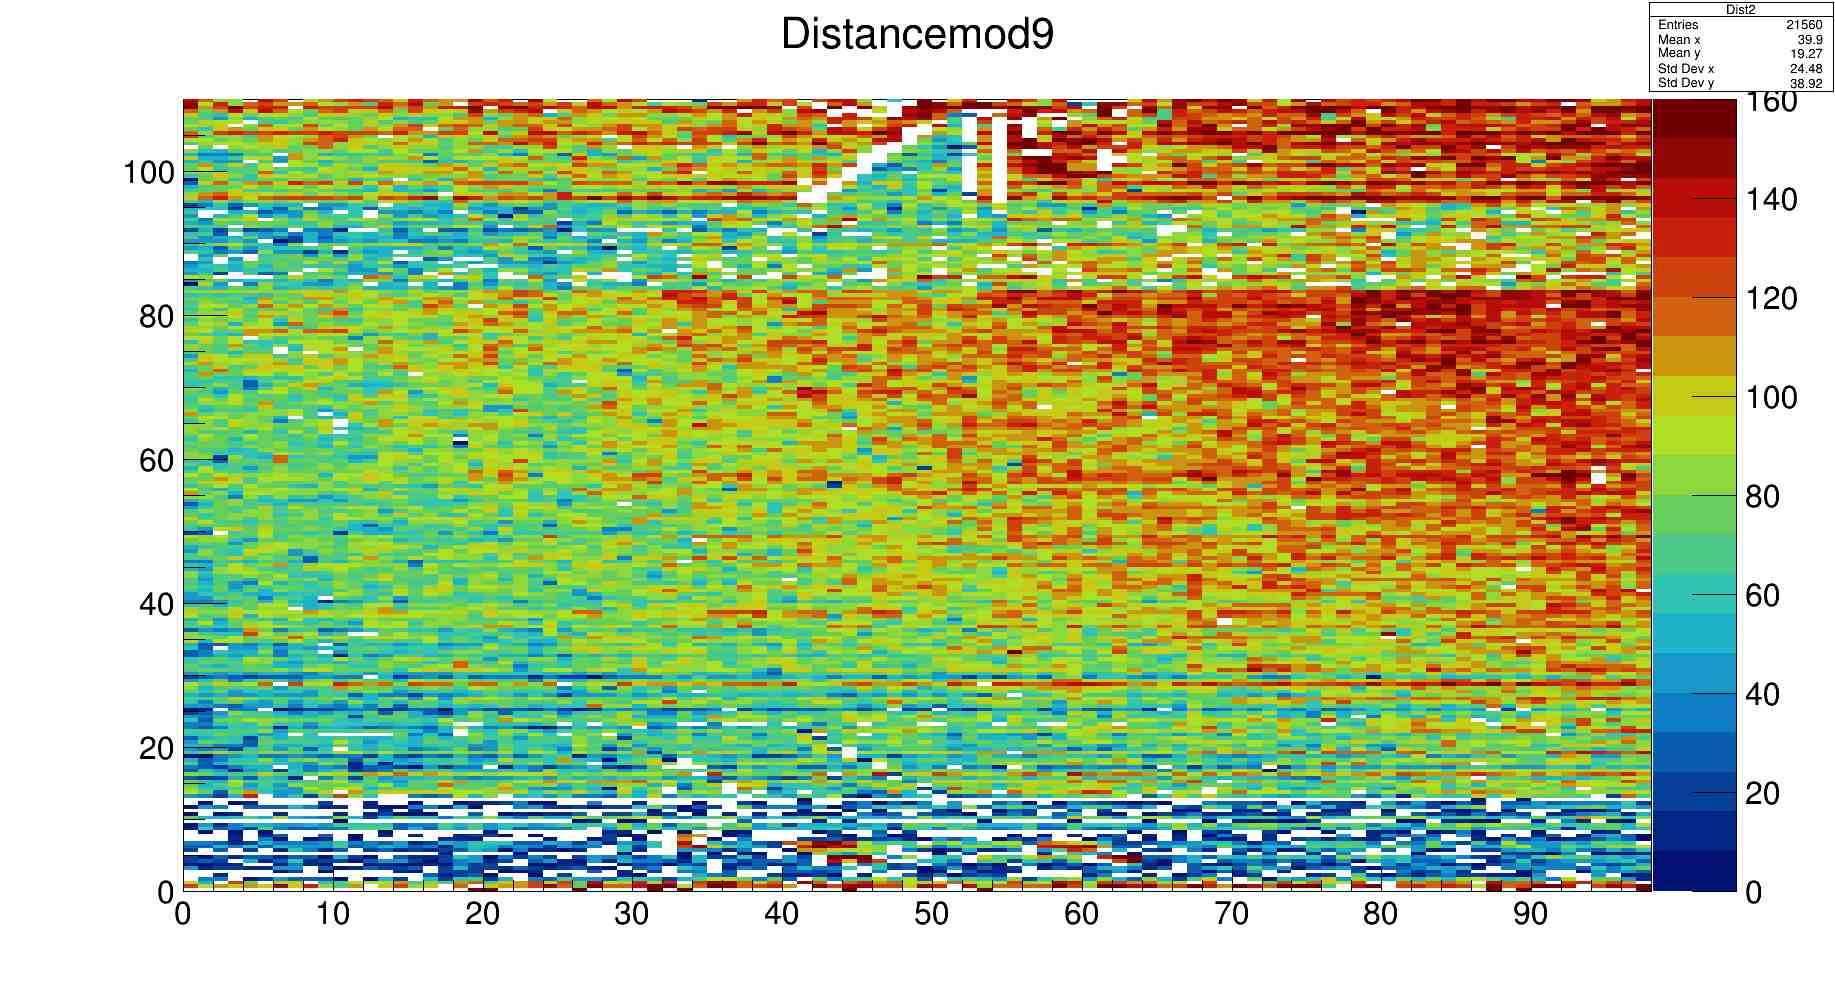 Distancemod9
Dist2
Entries 21560
Mean x 39.9
Mean y 19.27
Std Dev x 24.48
Std Dev y 38.92
160
140
120
100
80
60
40
20
0
100
80
60
40
20
0
0 10 20 30 40 50 60 70 80 90